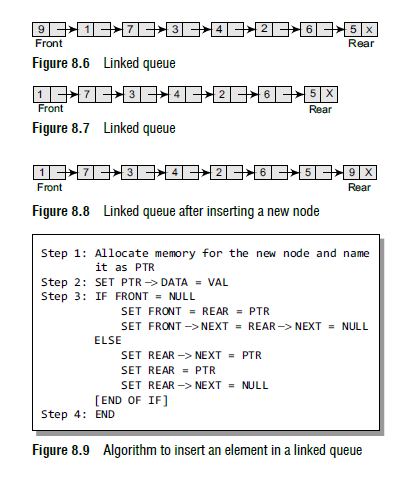 9 1 7 3 4 2 6 5 X
Front Rear
Figure 8.6 Linked queue
1 7 3 4 2 6 5 X
Front Rear
Figure 8.7 Linked queue
1 7 3 4 2 6 5 9 X
Front Rear
Figure 8.8 Linked queue after inserting a new node
Step 1: Allocate memory for the new node and name
it as PTR
Step 2: SET PTR -> DATA = VAL
Step 3: IF FRONT = NULL
SET FRONT = REAR = PTR
SET FRONT -> NEXT = REAR -> NEXT = NULL
ELSE
SET REAR -> NEXT = PTR
SET REAR = PTR
SET REAR -> NEXT = NULL
[END OF IF]
Step 4: END
Figure 8.9 Algorithm to insert an element in a linked queue